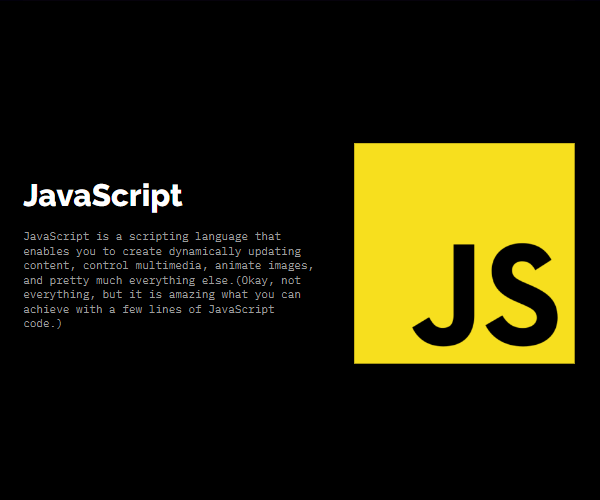 JavaScript
JavaScript is a scripting language that
enables you to create dynamically updating
content, control multimedia, animate images,
and pretty much everything else.(Okay, not
everything, but it is amazing what you can
achieve with a few lines of JavaScript
code.)
JS